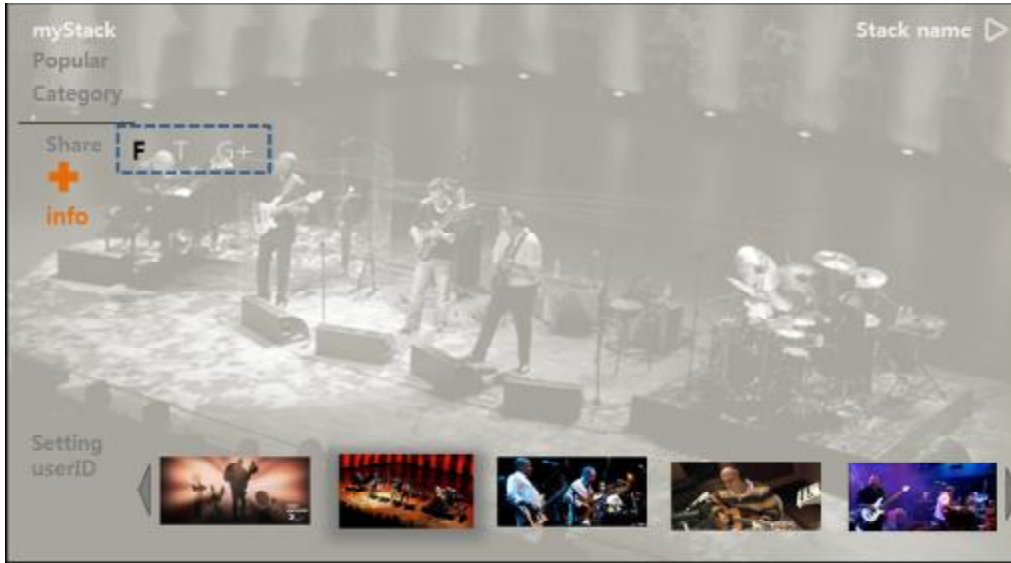 myStack
Stack name
Popular
Category
Share
F T G+
info
Setting
userID